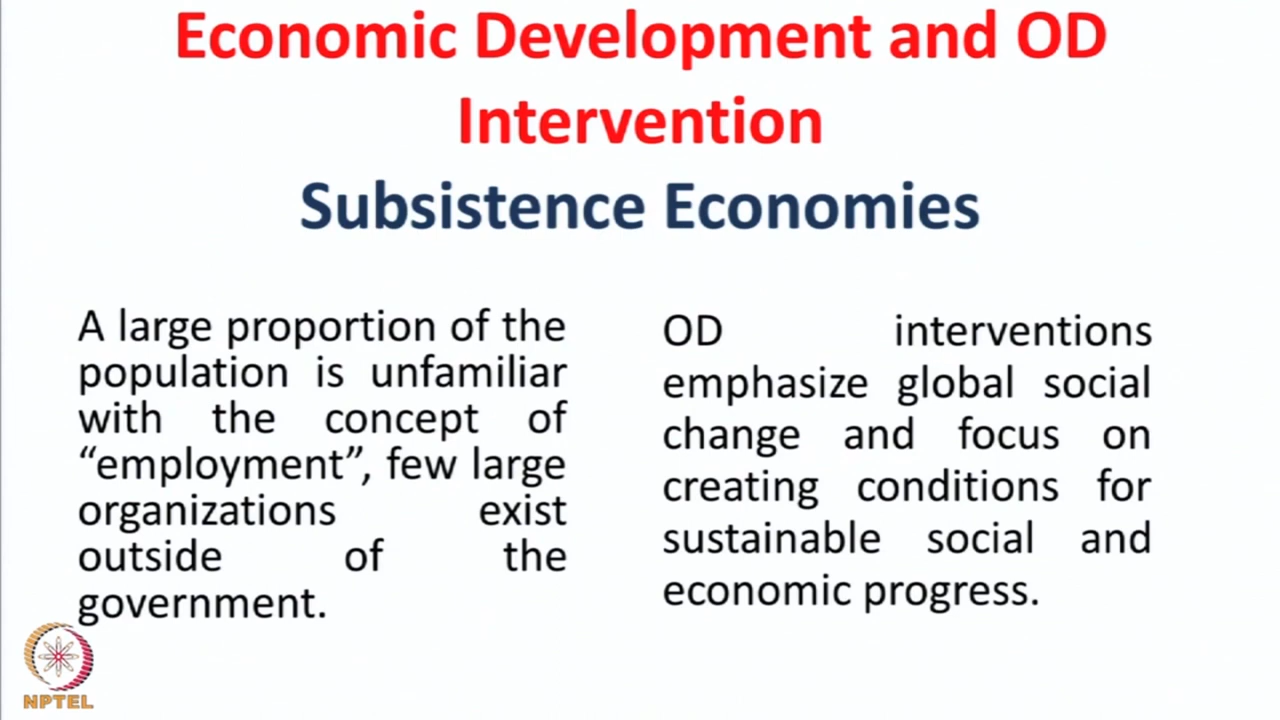 Economic Development and OD
Intervention
Subsistence Economies
A large proportion of the
population is unfamiliar
with the concept of
“employment”, few large
organizations exist
outside of the
government.
OD interventions
emphasize global social
change and focus on
creating conditions for
sustainable social and
economic progress.
NPTEL